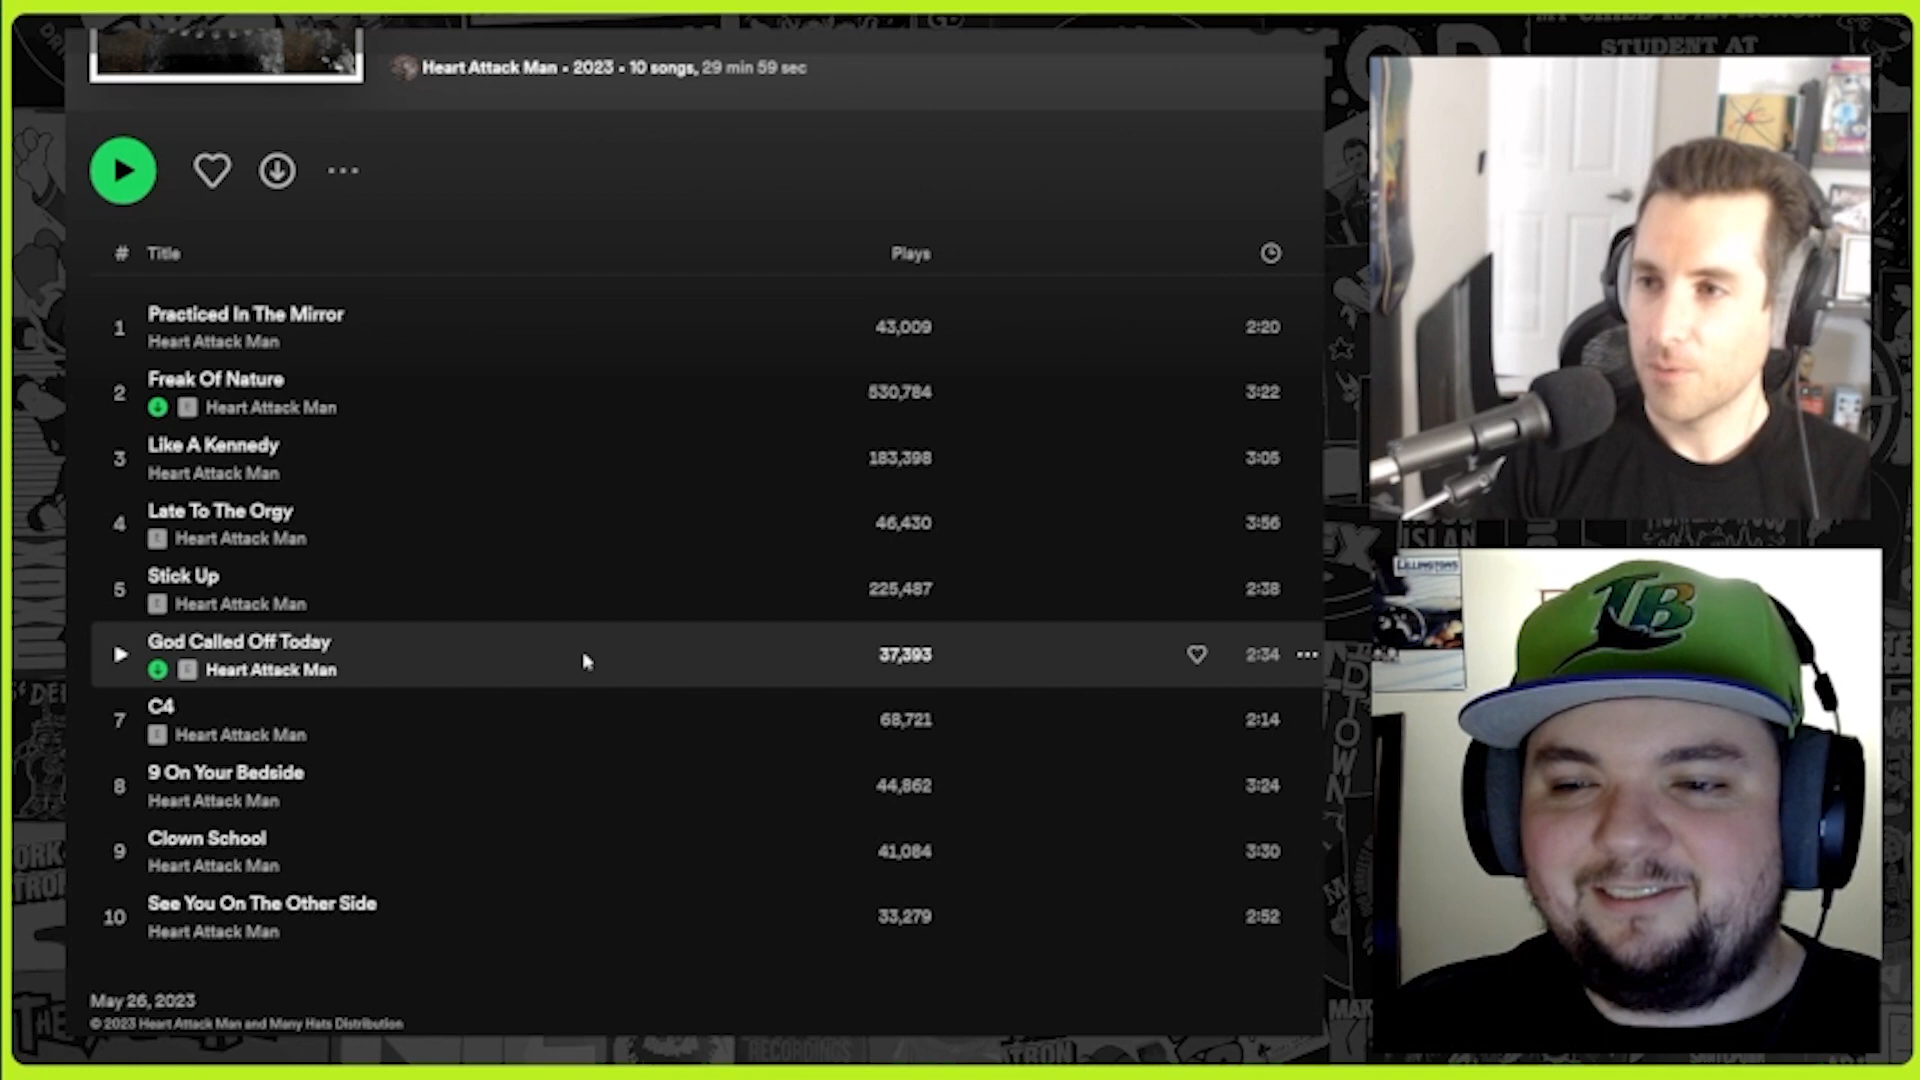 STUDENT AT
Heart Attack Man • 2023 • 10 songs, 29 min 59 sec
# Title Plays
1 Practiced In The Mirror 43,009 2:20
Heart Attack Man
2 Freak Of Nature 530,784 3:22
E Heart Attack Man
3 Like A Kennedy 183,398 3:05
Heart Attack Man
4 Late To The Orgy 46,430 3:56
E Heart Attack Man
5 Stick Up 225,487 2:38
E Heart Attack Man
God Called Off Today 37,393 2:34
E Heart Attack Man
7 C4 68,721 2:14
E Heart Attack Man
8 9 On Your Bedside 44,862 3:24
Heart Attack Man
9 Clown School 41,084 3:30
Heart Attack Man
10 See You On The Other Side 33,279 2:52
Heart Attack Man
May 26, 2023
© 2023 Heart Attack Man and Many Hats Distribution
LILLINGTONS
TB
RECORDINGS